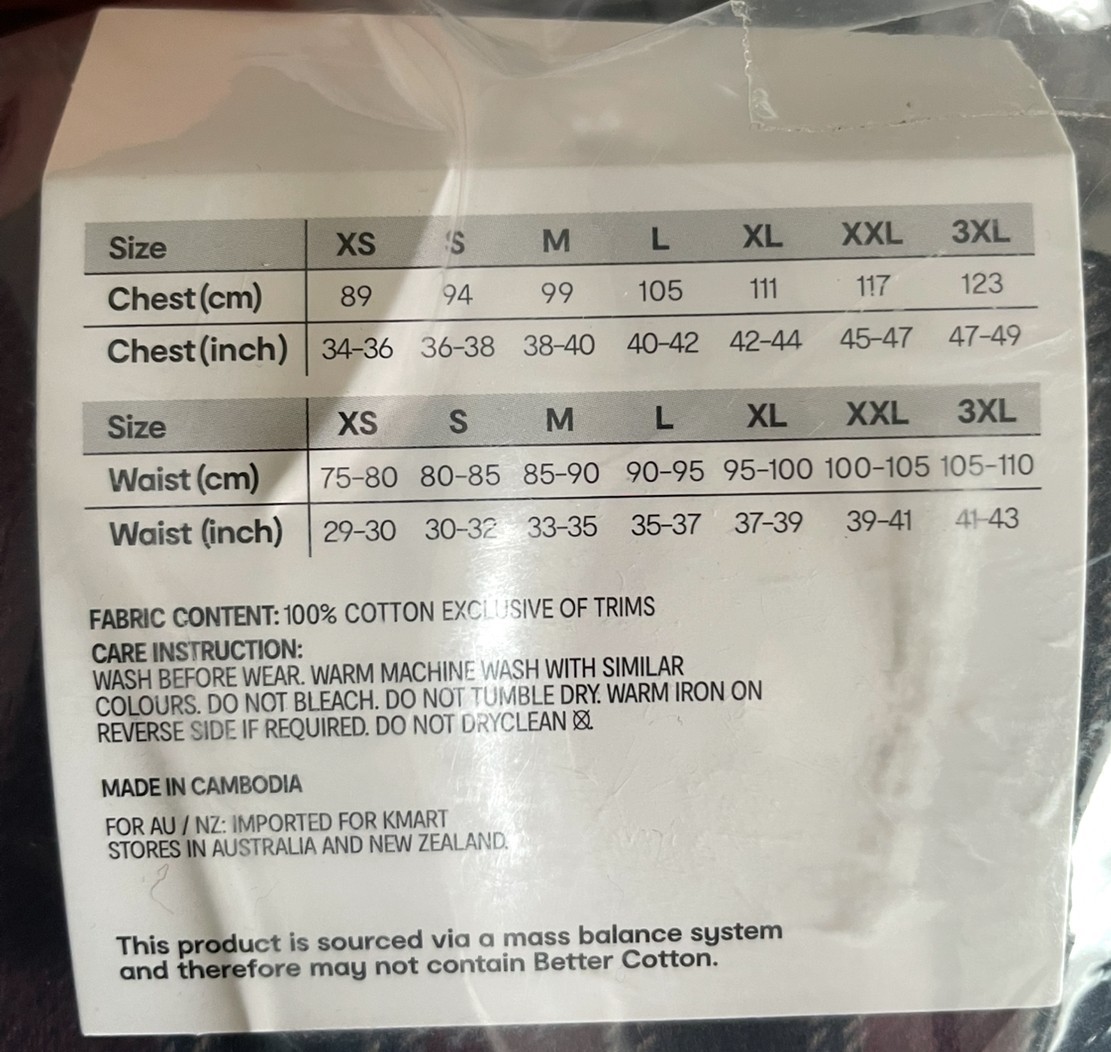 Size XS S M L XL XXL 3XL
Chest (cm) 89 94 99 105 111 117 123
Chest (inch) 34–36 36–38 38–40 40–42 42–44 45–47 47–49
Size XS S M L XL XXL 3XL
Waist (cm) 75–80 80–85 85–90 90–95 95–100 100–105 105–110
Waist (inch) 29–30 30–32 33–35 35–37 37–39 39–41 41–43
FABRIC CONTENT: 100% COTTON EXCLUSIVE OF TRIMS
CARE INSTRUCTION:
WASH BEFORE WEAR. WARM MACHINE WASH WITH SIMILAR
COLOURS. DO NOT BLEACH. DO NOT TUMBLE DRY. WARM IRON ON
REVERSE SIDE IF REQUIRED. DO NOT DRYCLEAN
MADE IN CAMBODIA
FOR AU / NZ: IMPORTED FOR KMART
STORES IN AUSTRALIA AND NEW ZEALAND.
This product is sourced via a mass balance system
and therefore may not contain Better Cotton.